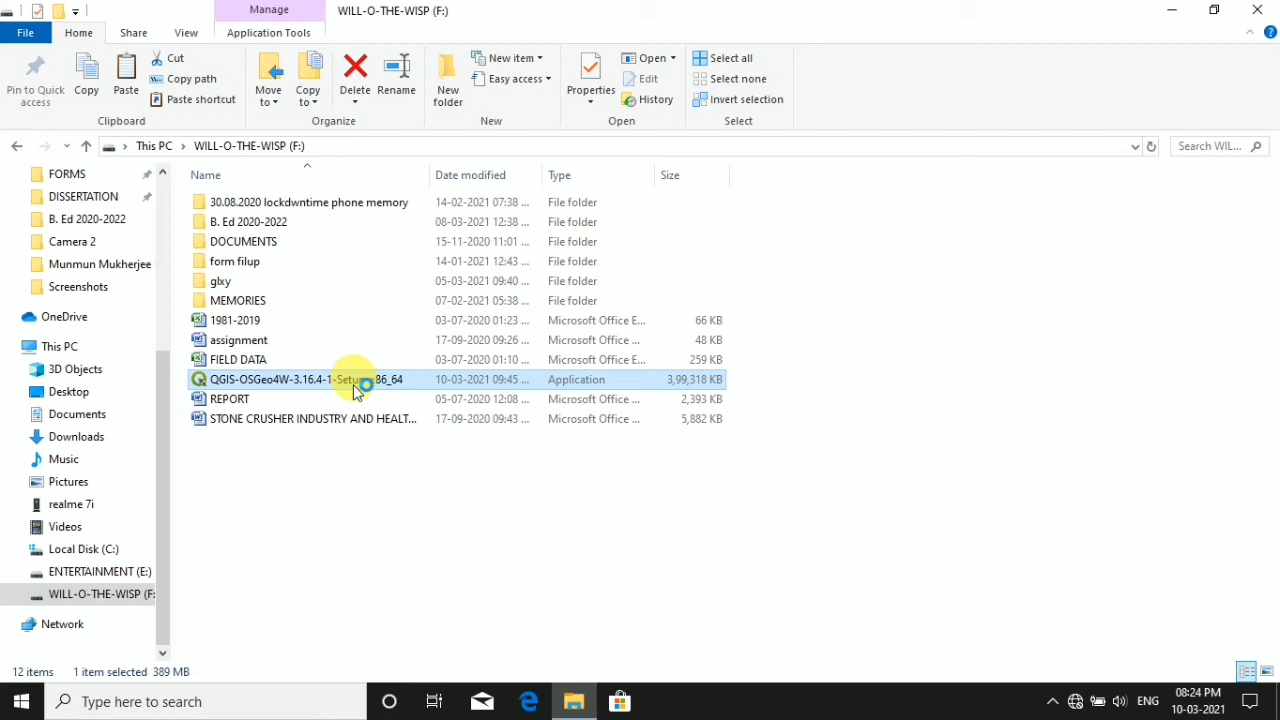 Manage
WILL-O-THE-WISP (F:)
File
Home
Share
View
Application Tools
Pin to Quick access
Copy
Paste
Cut
Copy path
Paste shortcut
Clipboard
Move to
Copy to
Delete
Rename
Organize
New folder
New item
Easy access
New
Properties
Open
Edit
History
Open
Select all
Select none
Invert selection
Select
This PC
WILL-O-THE-WISP (F:)
Search WIL...
FORMS
DISSERTATION
B. Ed 2020-2022
Camera 2
Munmun Mukherjee
Screenshots
OneDrive
This PC
3D Objects
Desktop
Documents
Downloads
Music
Pictures
realme 7i
Videos
Local Disk (C:)
ENTERTAINMENT (E:)
WILL-O-THE-WISP (F:
Network
Name Date modified Type Size
30.08.2020 lockdwntime phone memory 14-02-2021 07:38 ... File folder
B. Ed 2020-2022 08-03-2021 12:38 ... File folder
DOCUMENTS 15-11-2020 11:01 ... File folder
form filup 14-01-2021 12:43 ... File folder
glxy 05-03-2021 09:40 ... File folder
MEMORIES 07-02-2021 05:38 ... File folder
1981-2019 03-07-2020 01:23 ... Microsoft Office E... 66 KB
assignment 17-09-2020 09:26 ... Microsoft Office ... 48 KB
FIELD DATA 03-07-2020 01:10 ... Microsoft Office E... 259 KB
10-03-2021 09:45 ... Application 3,99,318 KB
REPORT 05-07-2020 12:08 ... Microsoft Office ... 2,393 KB
STONE CRUSHER INDUSTRY AND HEALT... 17-09-2020 09:43 ... Microsoft Office ... 5,882 KB
12 items 1 item selected 389 MB
Type here to search
ENG
08:24 PM
10-03-2021